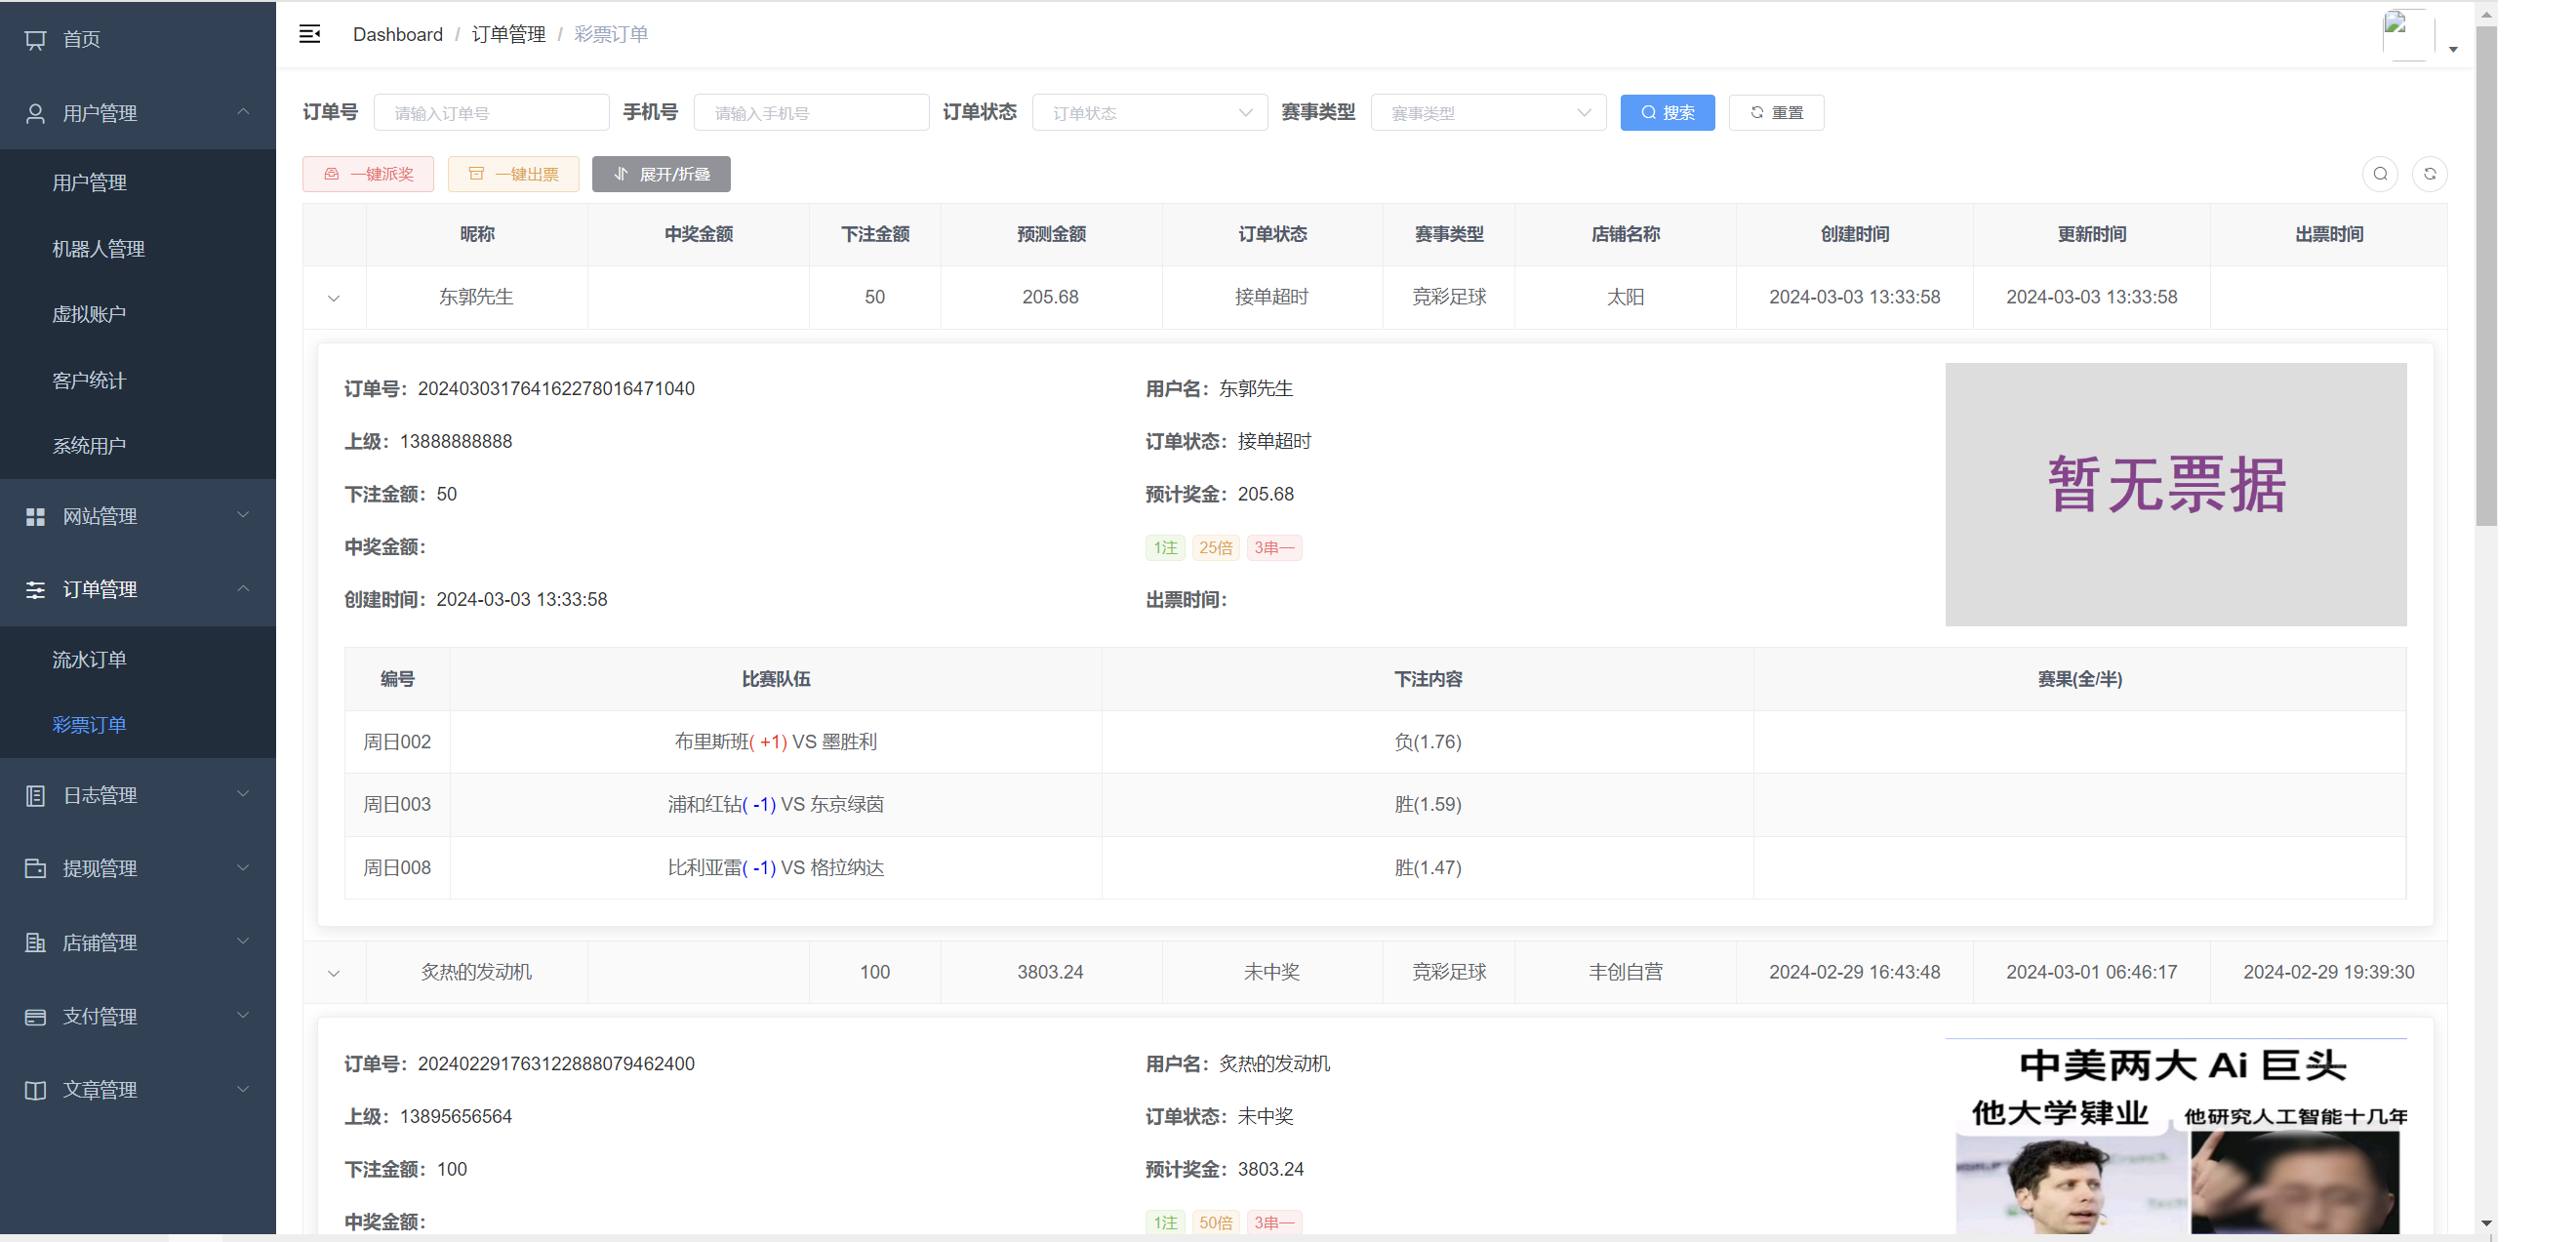 首页
用户管理
用户管理
机器人管理
虚拟账户
客户统计
系统用户
网站管理
订单管理
流水订单
彩票订单
日志管理
提现管理
店铺管理
支付管理
文章管理
Dashboard / 订单管理 / 彩票订单
订单号 请输入订单号 手机号 请输入手机号 订单状态 订单状态 赛事类型 赛事类型 搜索 重置
一键派奖 一键出票 展开/折叠
昵称 中奖金额 下注金额 预测金额 订单状态 赛事类型 店铺名称 创建时间 更新时间 出票时间
东郭先生 50 205.68 接单超时 竞彩足球 太阳 2024-03-03 13:33:58 2024-03-03 13:33:58
订单号：202403031764162278016471040 用户名：东郭先生
上级：13888888888 订单状态：接单超时
下注金额：50 预计奖金：205.68
中奖金额： 1注 25倍 3串一
创建时间：2024-03-03 13:33:58 出票时间：
暂无票据
编号 比赛队伍 下注内容 赛果(全/半)
周日002 布里斯班( +1) VS 墨胜利 负(1.76)
周日003 浦和红钻( -1) VS 东京绿茵 胜(1.59)
周日008 比利亚雷( -1) VS 格拉纳达 胜(1.47)
炙热的发动机 100 3803.24 未中奖 竞彩足球 丰创自营 2024-02-29 16:43:48 2024-03-01 06:46:17 2024-02-29 19:39:30
订单号：202402291763122888079462400 用户名：炙热的发动机
上级：13895656564 订单状态：未中奖
下注金额：100 预计奖金：3803.24
中奖金额： 1注 50倍 3串一
中美两大 Ai 巨头
他大学肄业 他研究人工智能十几年